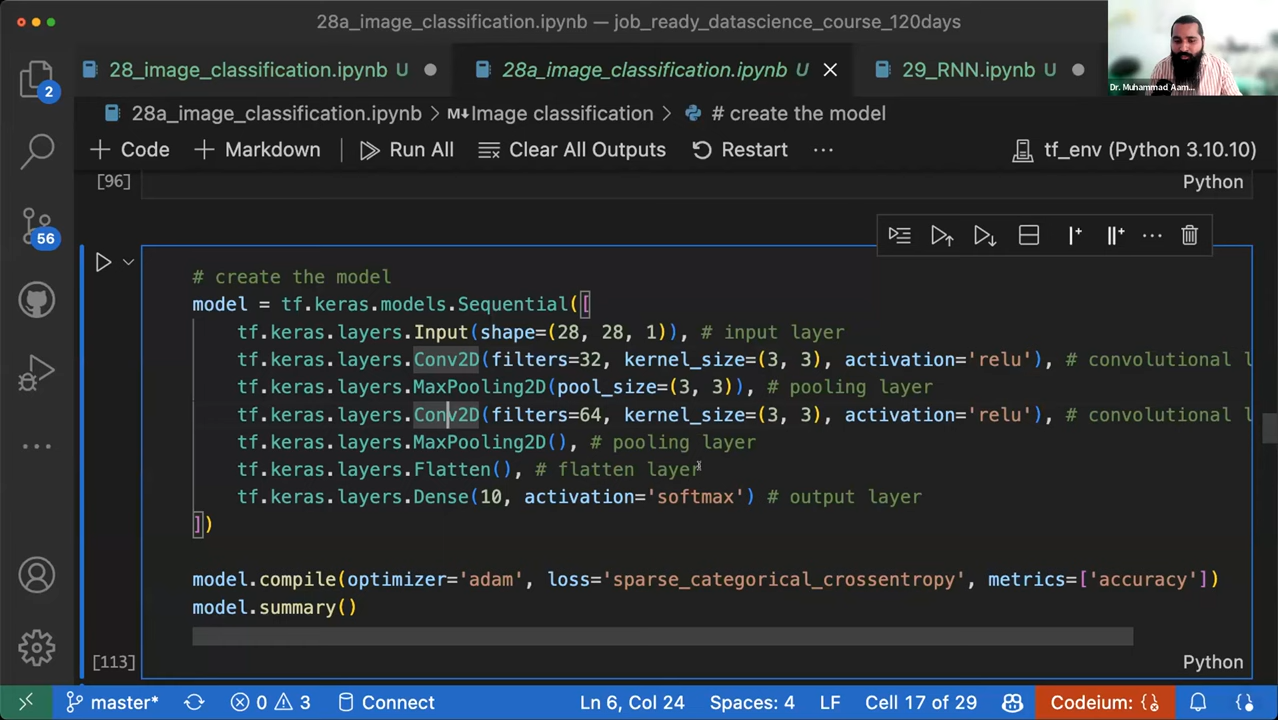 28a_image_classification.ipynb — job_ready_datascience_course_120days
28_image_classification.ipynb U
28a_image_classification.ipynb U
29_RNN.ipynb U
Dr. Muhammad Aam...
28a_image_classification.ipynb > M↓Image classification > # create the model
+ Code + Markdown | Run All Clear All Outputs Restart ... tf_env (Python 3.10.10)
[96] Python
2
56
# create the model
model = tf.keras.models.Sequential([
tf.keras.layers.Input(shape=(28, 28, 1)), # input layer
tf.keras.layers.Conv2D(filters=32, kernel_size=(3, 3), activation='relu'), # convolutional l
tf.keras.layers.MaxPooling2D(pool_size=(3, 3)), # pooling layer
tf.keras.layers.Conv2D(filters=64, kernel_size=(3, 3), activation='relu'), # convolutional l
tf.keras.layers.MaxPooling2D(), # pooling layer
tf.keras.layers.Flatten(), # flatten layer
tf.keras.layers.Dense(10, activation='softmax') # output layer
])
model.compile(optimizer='adam', loss='sparse_categorical_crossentropy', metrics=['accuracy'])
model.summary()
[113] Python
master* 0 3 Connect Ln 6, Col 24 Spaces: 4 LF Cell 17 of 29 Codeium: {}